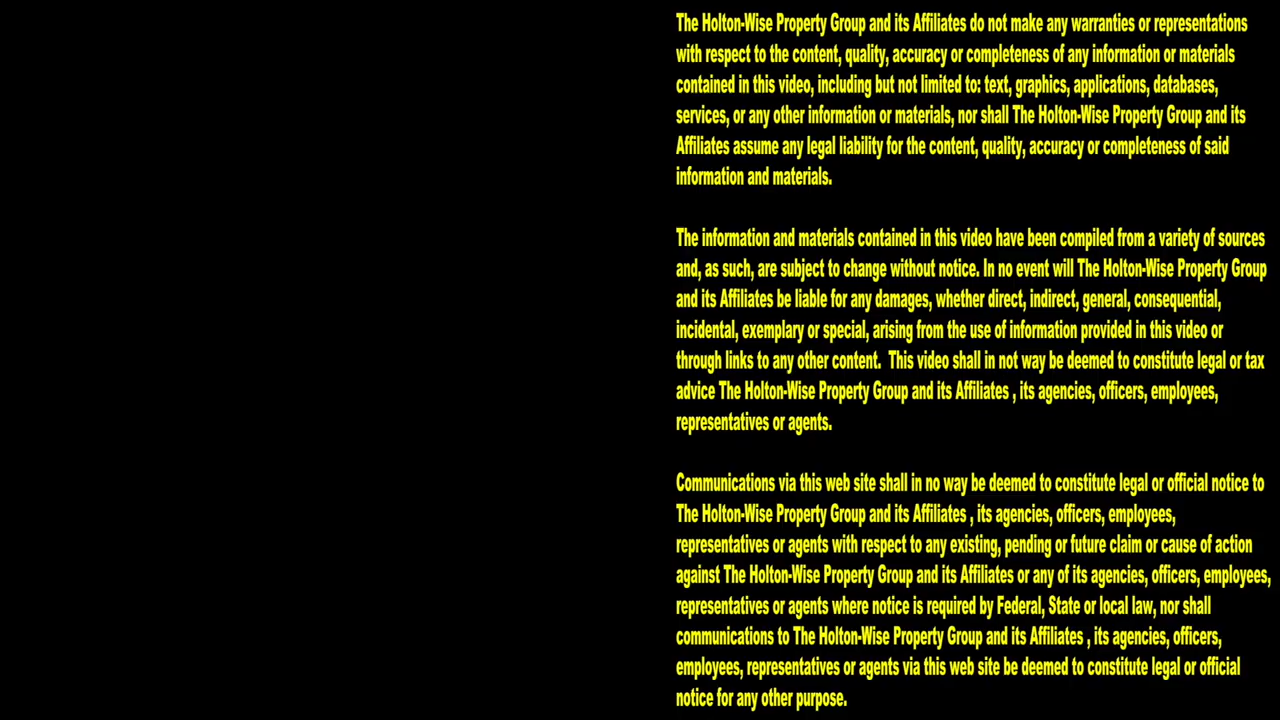 The Holton-Wise Property Group and its Affiliates do not make any warranties or representations
with respect to the content, quality, accuracy or completeness of any information or materials
contained in this video, including but not limited to: text, graphics, applications, databases,
services, or any other information or materials, nor shall The Holton-Wise Property Group and its
Affiliates assume any legal liability for the content, quality, accuracy or completeness of said
information and materials.
The information and materials contained in this video have been compiled from a variety of sources
and, as such, are subject to change without notice. In no event will The Holton-Wise Property Group
and its Affiliates be liable for any damages, whether direct, indirect, general, consequential,
incidental, exemplary or special, arising from the use of information provided in this video or
through links to any other content.  This video shall in not way be deemed to constitute legal or tax
advice The Holton-Wise Property Group and its Affiliates , its agencies, officers, employees,
representatives or agents.
Communications via this web site shall in no way be deemed to constitute legal or official notice to
The Holton-Wise Property Group and its Affiliates , its agencies, officers, employees,
representatives or agents with respect to any existing, pending or future claim or cause of action
against The Holton-Wise Property Group and its Affiliates or any of its agencies, officers, employees,
representatives or agents where notice is required by Federal, State or local law, nor shall
communications to The Holton-Wise Property Group and its Affiliates , its agencies, officers,
employees, representatives or agents via this web site be deemed to constitute legal or official
notice for any other purpose.